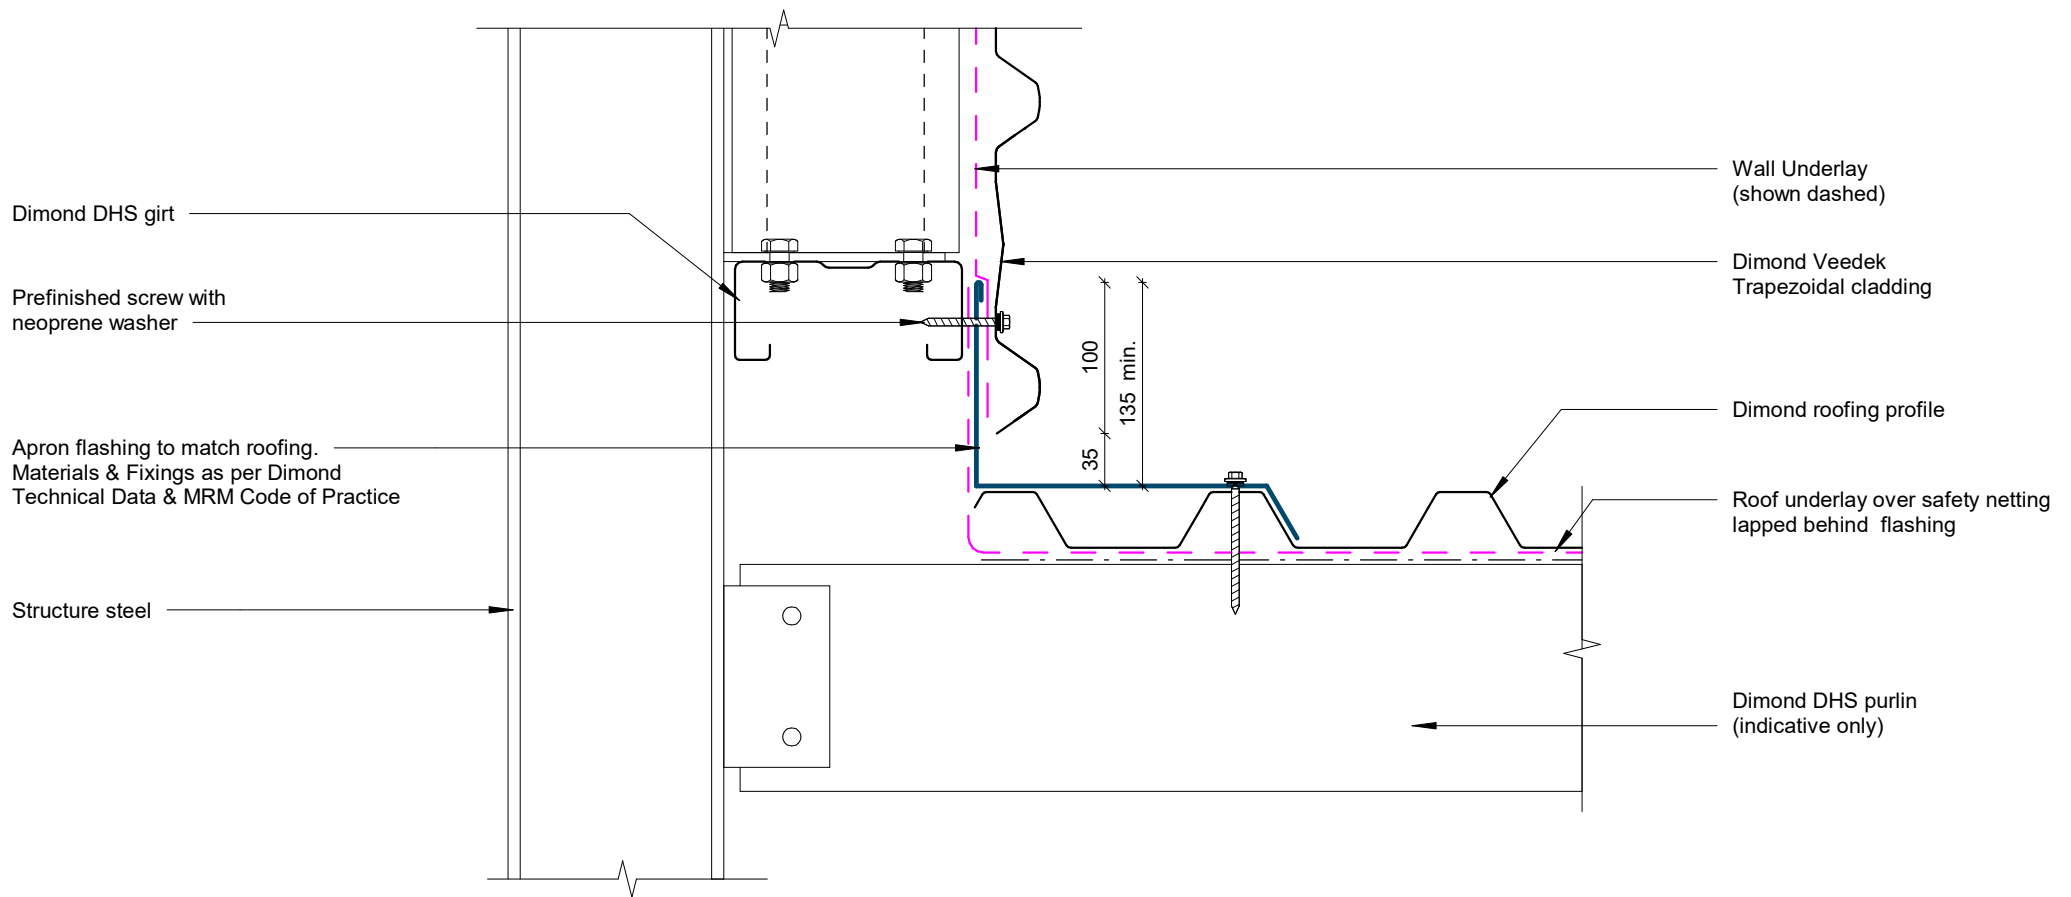 Dimond DHS girt
Prefinished screw with
neoprene washer
Apron flashing to match roofing.
Materials & Fixings as per Dimond
Technical Data & MRM Code of Practice
Structure steel
100
35
135 min.
Wall Underlay
(shown dashed)
Dimond Veedek
Trapezoidal cladding
Dimond roofing profile
Roof underlay over safety netting
lapped behind flashing
Dimond DHS purlin
(indicative only)